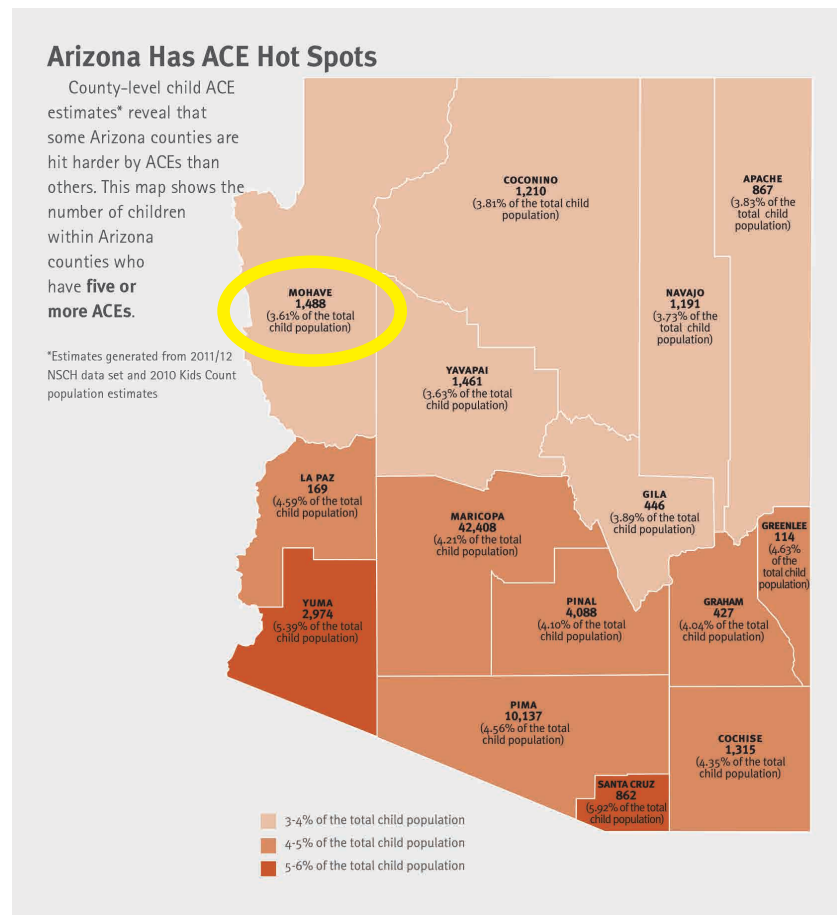 Arizona Has ACE Hot Spots
County-level child ACE
estimates* reveal that
some Arizona counties are
hit harder by ACEs than
others. This map shows the
number of children
within Arizona
counties who
have five or
more ACEs.
*Estimates generated from 2011/12
NSCH data set and 2010 Kids Count
population estimates
COCONINO
1,210
(3.81% of the total child
population)
APACHE
867
(3.83% of the
total child
population)
MOHAVE
1,488
(3.61% of the total
child population)
NAVAJO
1,191
(3.73% of the
total child
population)
YAVAPAI
1,461
(3.63% of the total
child population)
LA PAZ
169
(4.59% of the total
child population)
MARICOPA
42,408
(4.21% of the total
child population)
GILA
446
(3.89% of the total
child population)
GREENLEE
114
(4.63%
of the
total child
population)
YUMA
2,974
(5.39% of the total
child population)
PINAL
4,088
(4.10% of the total
child population)
GRAHAM
427
(4.04% of the total
child population)
PIMA
10,137
(4.56% of the total
child population)
COCHISE
1,315
(4.35% of the total
child population)
SANTA CRUZ
862
(5.92% of the total
child population)
3-4% of the total child population
4-5% of the total child population
5-6% of the total child population